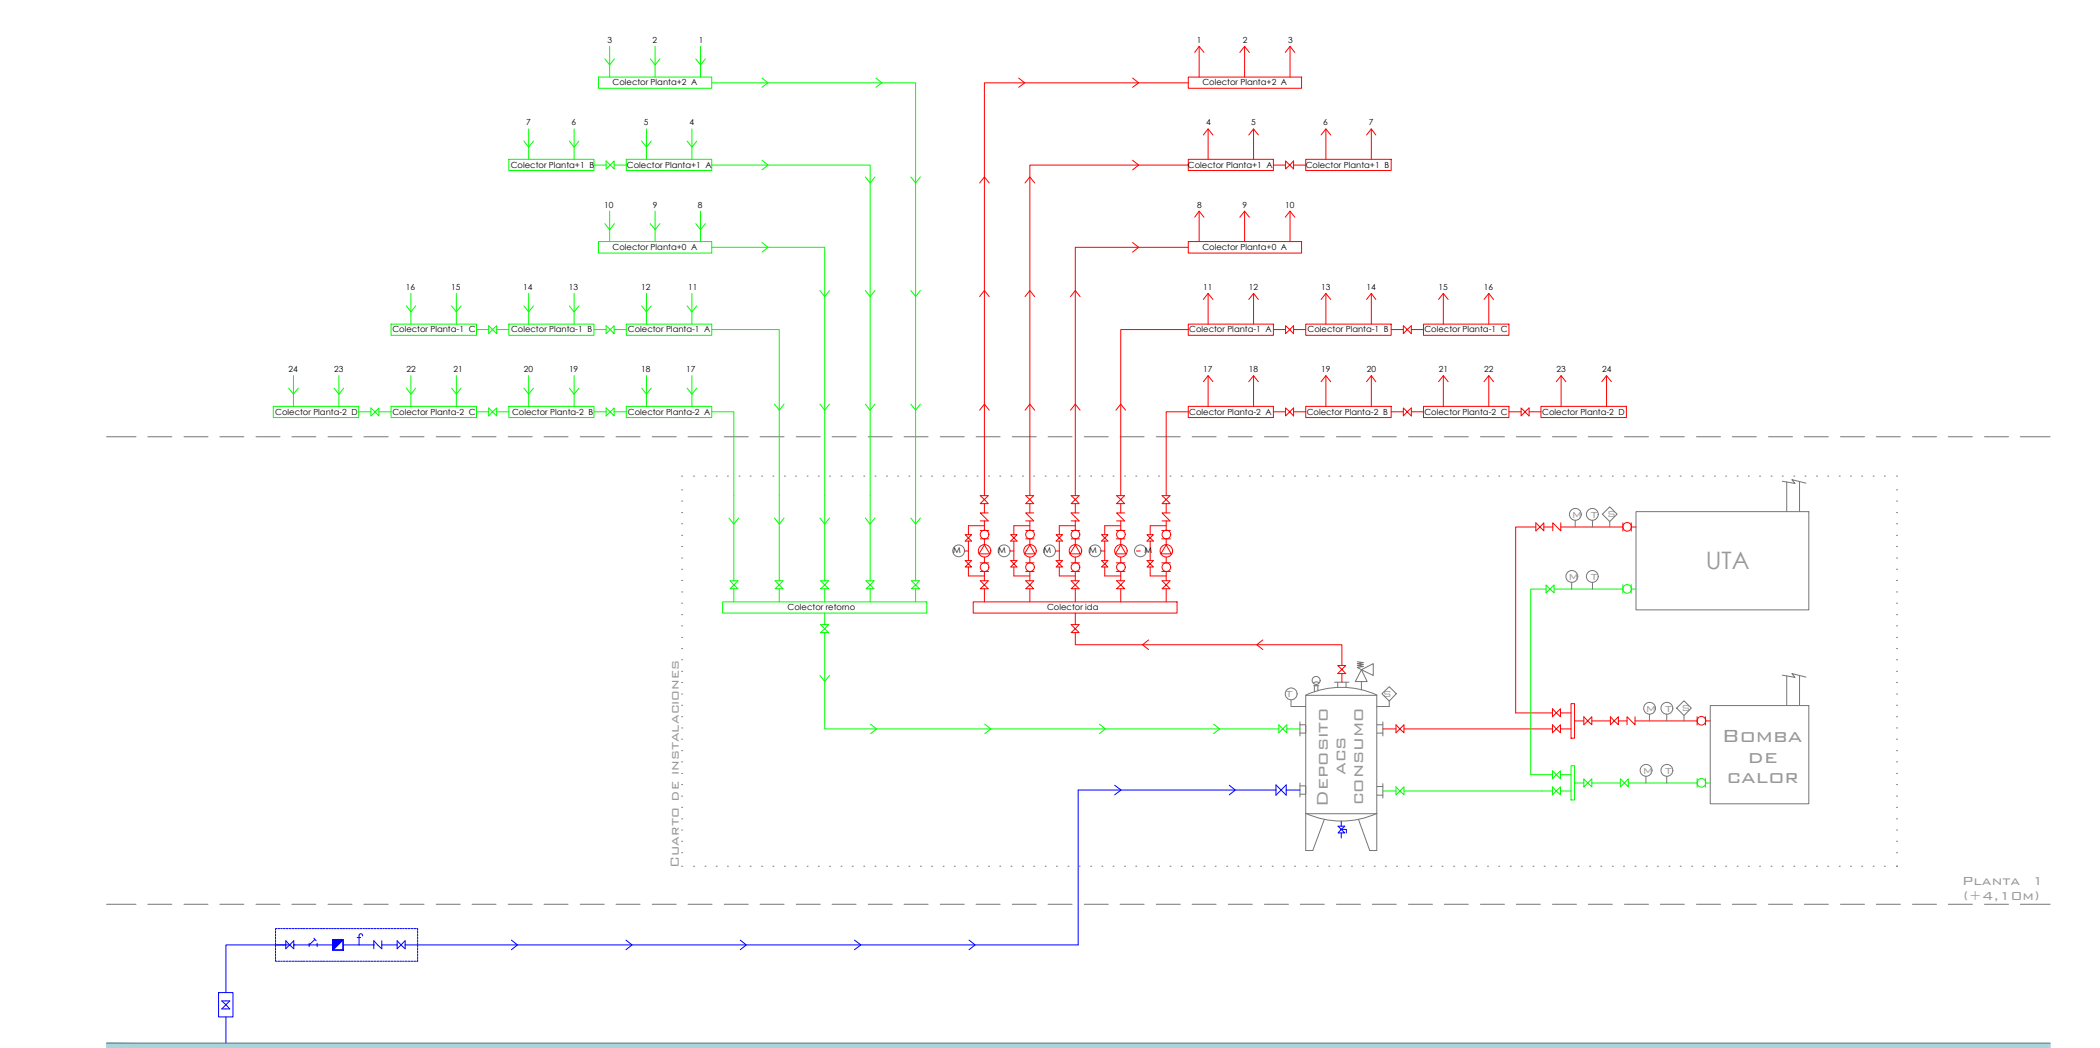 3 2 1
Colector Planta+2 A
1 2 3
Colector Planta+2 A
7 6 5 4
Colector Planta+1 B
Colector Planta+1 A
4 5 6 7
Colector Planta+1 A
Colector Planta+1 B
10 9 8
Colector Planta+0 A
8 9 10
Colector Planta+0 A
16 15 14 13 12 11
Colector Planta-1 C
Colector Planta-1 B
Colector Planta-1 A
11 12 13 14 15 16
Colector Planta-1 A
Colector Planta-1 B
Colector Planta-1 C
24 23 22 21 20 19 18 17
Colector Planta-2 D
Colector Planta-2 C
Colector Planta-2 B
Colector Planta-2 A
17 18 19 20 21 22 23 24
Colector Planta-2 A
Colector Planta-2 B
Colector Planta-2 C
Colector Planta-2 D
M T S
M M M M M
UTA
M T
Colector retorno
Colector ida
CUARTO DE INSTALACIONES
T S
DEPOSITO
ACS
CONSUMO
M T S
BOMBA
DE
CALOR
M T
PLANTA 1
(+4,10M)